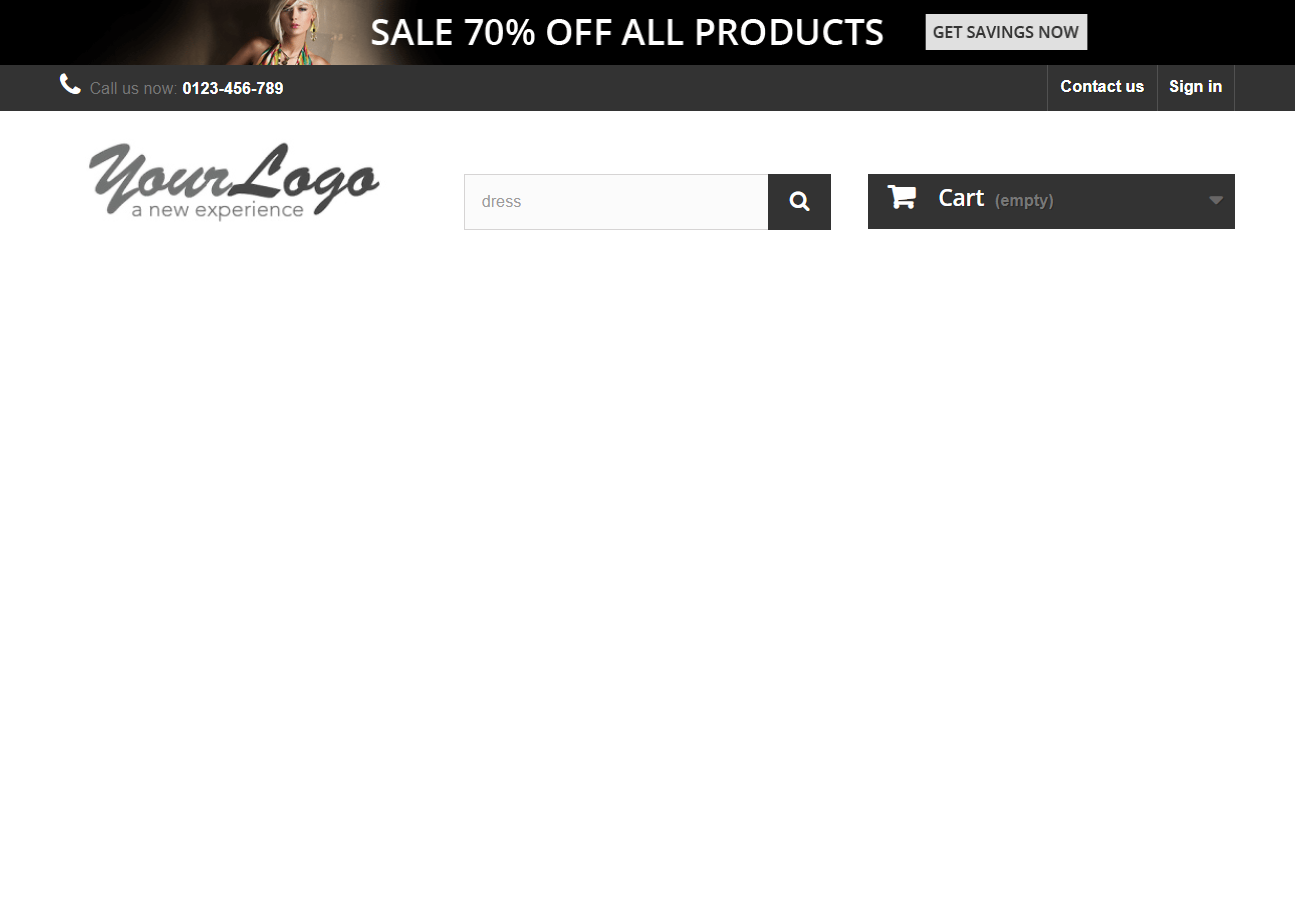 SALE 70% OFF ALL PRODUCTS
GET SAVINGS NOW
Call us now: 0123-456-789
Contact us
Sign in
YourLogo
a new experience
dress
Cart (empty)